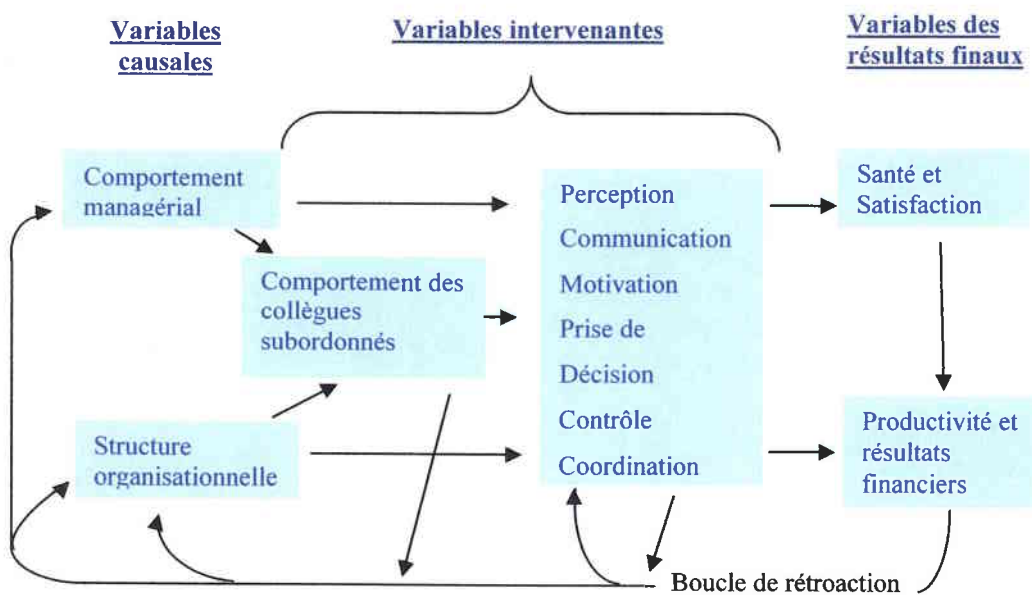 Variables
causales
Variables intervenantes
Variables des
résultats finaux
Comportement
managérial
Comportement des
collègues
subordonnés
Structure
organisationnelle
Perception
Communication
Motivation
Prise de
Décision
Contrôle
Coordination
Santé et
Satisfaction
Productivité et
résultats
financiers
Boucle de rétroaction